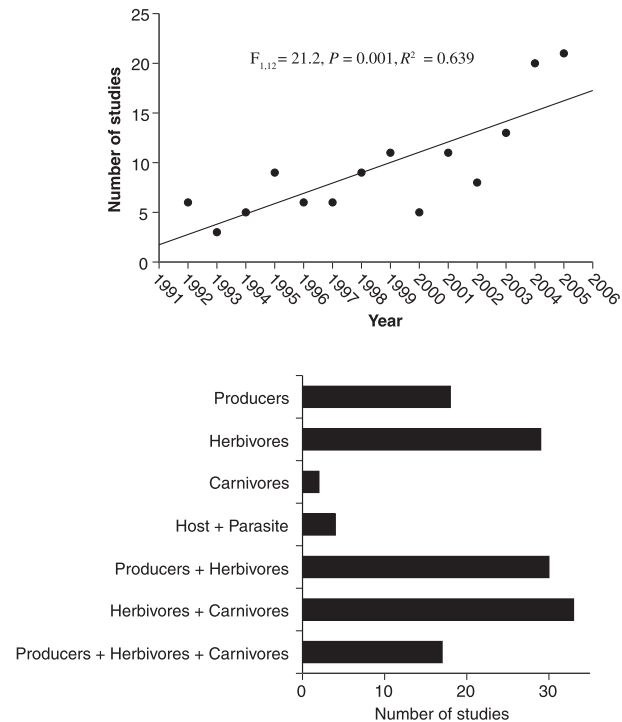 25
20
15
10
5
0
Number of studies
F1,12 = 21.2, P = 0.001, R² = 0.639
1991 1992 1993 1994 1995 1996 1997 1998 1999 2000 2001 2002 2003 2004 2005 2006
Year
Producers
Herbivores
Carnivores
Host + Parasite
Producers + Herbivores
Herbivores + Carnivores
Producers + Herbivores + Carnivores
0 10 20 30
Number of studies